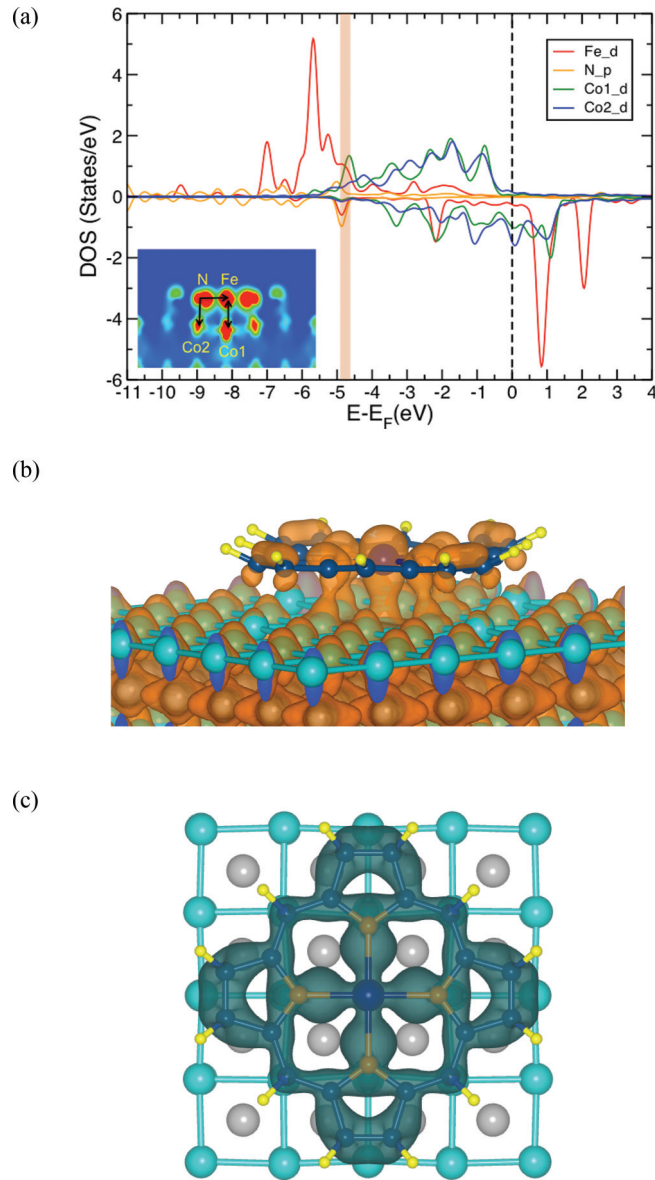 (a)
6
4
2
0
-2
-4
-6
DOS (States/eV)
Fe_d
N_p
Co1_d
Co2_d
N Fe
Co2 Co1
-11 -10 -9 -8 -7 -6 -5 -4 -3 -2 -1 0 1 2 3 4
E-EF(eV)
(b)
(c)